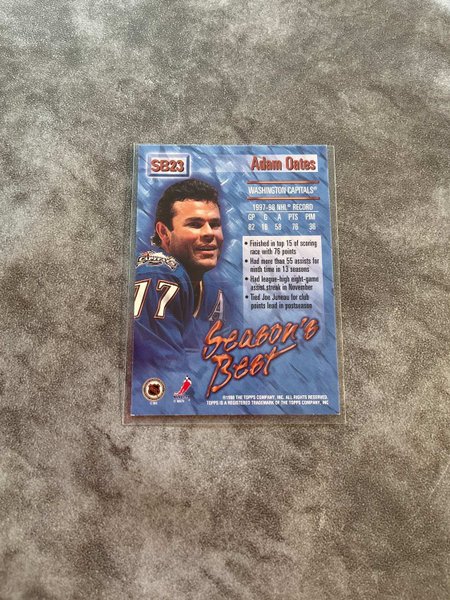 SB23
Adam Oates
WASHINGTON CAPITALS®
1997-98 NHL® RECORD
GP G A PTS PIM
82 18 58 76 36
• Finished in top 15 of scoring
race with 76 points
• Had more than 55 assists for
ninth time in 13 seasons
• Had league-high eight-game
assist streak in November
• Tied Joe Juneau for club
points lead in postseason
77
A
Season's
Best
©1998 THE TOPPS COMPANY, INC. ALL RIGHTS RESERVED.
TOPPS IS A REGISTERED TRADEMARK OF THE TOPPS COMPANY, INC